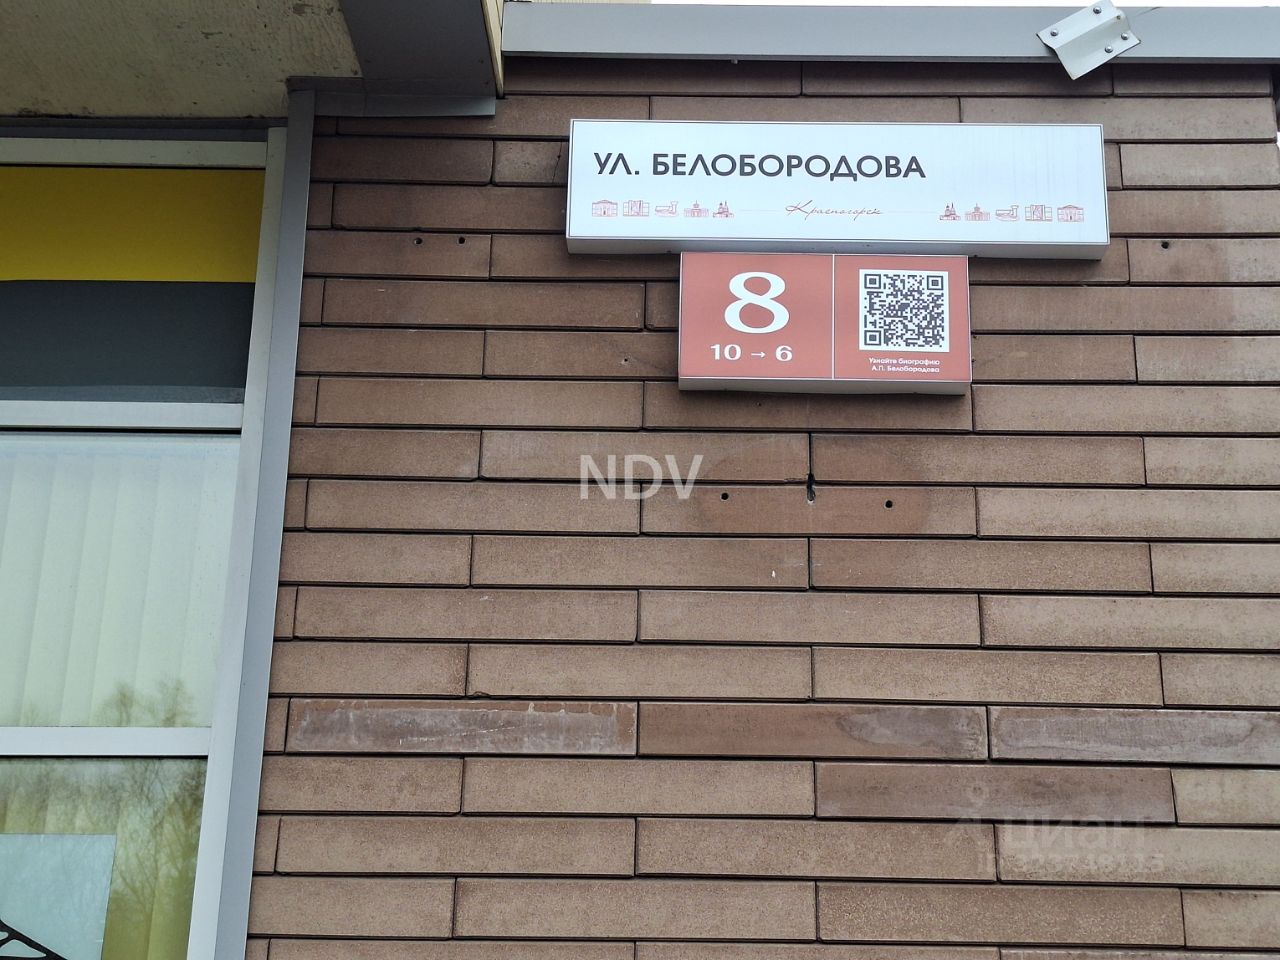 УЛ. БЕЛОБОРОДОВА
Красногорск
8
10 → 6
Узнайте биографию
А.П. Белобородова
NDV
циан